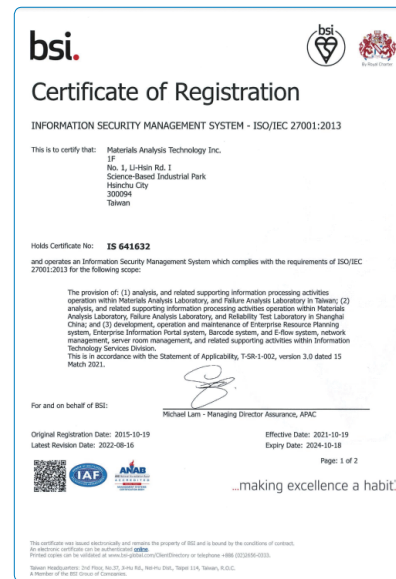 bsi.
bsi
By Royal Charter
Certificate of Registration
INFORMATION SECURITY MANAGEMENT SYSTEM - ISO/IEC 27001:2013
This is to certify that: Materials Analysis Technology Inc.
1F
No. 1, Li-Hsin Rd. I
Science-Based Industrial Park
Hsinchu City
300094
Taiwan
Holds Certificate No: IS 641632
and operates an Information Security Management System which complies with the requirements of ISO/IEC
27001:2013 for the following scope:
The provision of: (1) analysis, and related supporting information processing activities
operation within Materials Analysis Laboratory, and Failure Analysis Laboratory in Taiwan; (2)
analysis, and related supporting information processing activities operation within Materials
Analysis Laboratory, Failure Analysis Laboratory, and Reliability Test Laboratory in Shanghai
China; and (3) development, operation and maintenance of Enterprise Resource Planning
system, Enterprise Information Portal system, Barcode system, and E-flow system, network
management, server room management, and related supporting activities within Information
Technology Services Division.
This is in accordance with the Statement of Applicability, T-SR-1-002, version 3.0 dated 15
Match 2021.
For and on behalf of BSI:
Michael Lam - Managing Director Assurance, APAC
Original Registration Date: 2015-10-19 Effective Date: 2021-10-19
Latest Revision Date: 2022-08-16 Expiry Date: 2024-10-18
Page: 1 of 2
IAF
ANAB
ACCREDITED
...making excellence a habit.
This certificate was issued electronically and remains the property of BSI and is bound by the conditions of contract.
An electronic certificate can be authenticated online.
Printed copies can be validated at www.bsi-global.com/ClientDirectory or telephone +886 (02)2656-0333.
Taiwan Headquarters: 2nd Floor, No.37, Ji-Hu Rd., Nei-Hu Dist., Taipei 114, Taiwan, R.O.C.
A Member of the BSI Group of Companies.